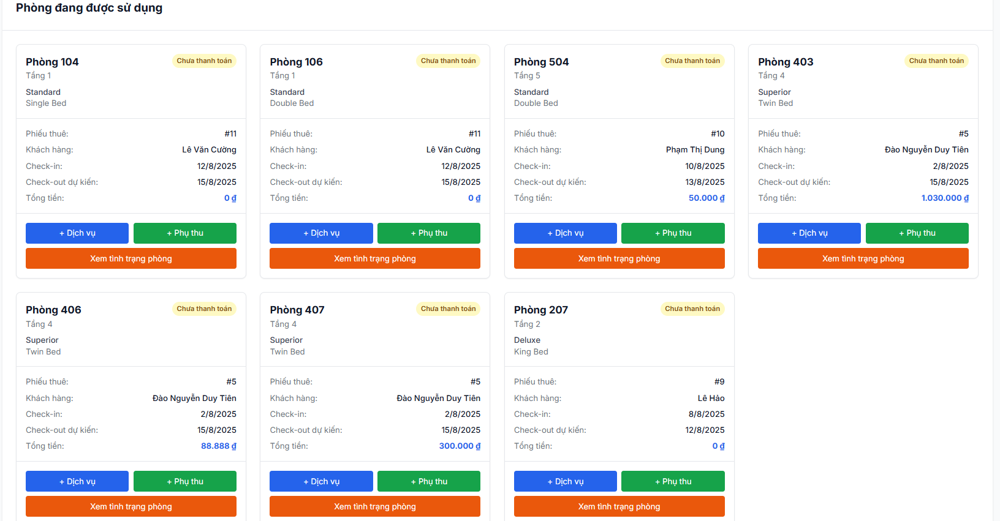 Phòng đang được sử dụng
Phòng 104
Chưa thanh toán
Tầng 1
Standard
Single Bed
Phiếu thuê: #11
Khách hàng: Lê Văn Cường
Check-in: 12/8/2025
Check-out dự kiến: 15/8/2025
Tổng tiền: 0 ₫
+ Dịch vụ
+ Phụ thu
Xem tình trạng phòng
Phòng 106
Chưa thanh toán
Tầng 1
Standard
Double Bed
Phiếu thuê: #11
Khách hàng: Lê Văn Cường
Check-in: 12/8/2025
Check-out dự kiến: 15/8/2025
Tổng tiền: 0 ₫
+ Dịch vụ
+ Phụ thu
Xem tình trạng phòng
Phòng 504
Chưa thanh toán
Tầng 5
Standard
Double Bed
Phiếu thuê: #10
Khách hàng: Phạm Thị Dung
Check-in: 10/8/2025
Check-out dự kiến: 13/8/2025
Tổng tiền: 50.000 ₫
+ Dịch vụ
+ Phụ thu
Xem tình trạng phòng
Phòng 403
Chưa thanh toán
Tầng 4
Superior
Twin Bed
Phiếu thuê: #5
Khách hàng: Đào Nguyễn Duy Tiên
Check-in: 2/8/2025
Check-out dự kiến: 15/8/2025
Tổng tiền: 1.030.000 ₫
+ Dịch vụ
+ Phụ thu
Xem tình trạng phòng
Phòng 406
Chưa thanh toán
Tầng 4
Superior
Twin Bed
Phiếu thuê: #5
Khách hàng: Đào Nguyễn Duy Tiên
Check-in: 2/8/2025
Check-out dự kiến: 15/8/2025
Tổng tiền: 88.888 ₫
+ Dịch vụ
+ Phụ thu
Xem tình trạng phòng
Phòng 407
Chưa thanh toán
Tầng 4
Superior
Twin Bed
Phiếu thuê: #5
Khách hàng: Đào Nguyễn Duy Tiên
Check-in: 2/8/2025
Check-out dự kiến: 15/8/2025
Tổng tiền: 300.000 ₫
+ Dịch vụ
+ Phụ thu
Xem tình trạng phòng
Phòng 207
Chưa thanh toán
Tầng 2
Deluxe
King Bed
Phiếu thuê: #9
Khách hàng: Lê Hảo
Check-in: 8/8/2025
Check-out dự kiến: 12/8/2025
Tổng tiền: 0 ₫
+ Dịch vụ
+ Phụ thu
Xem tình trạng phòng